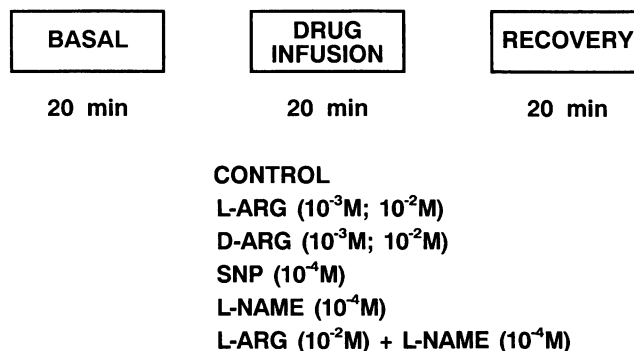 BASAL
DRUG
INFUSION
RECOVERY
20 min
20 min
20 min
CONTROL
L-ARG (10⁻³M; 10⁻²M)
D-ARG (10⁻³M; 10⁻²M)
SNP (10⁻⁴M)
L-NAME (10⁻⁴M)
L-ARG (10⁻²M) + L-NAME (10⁻⁴M)